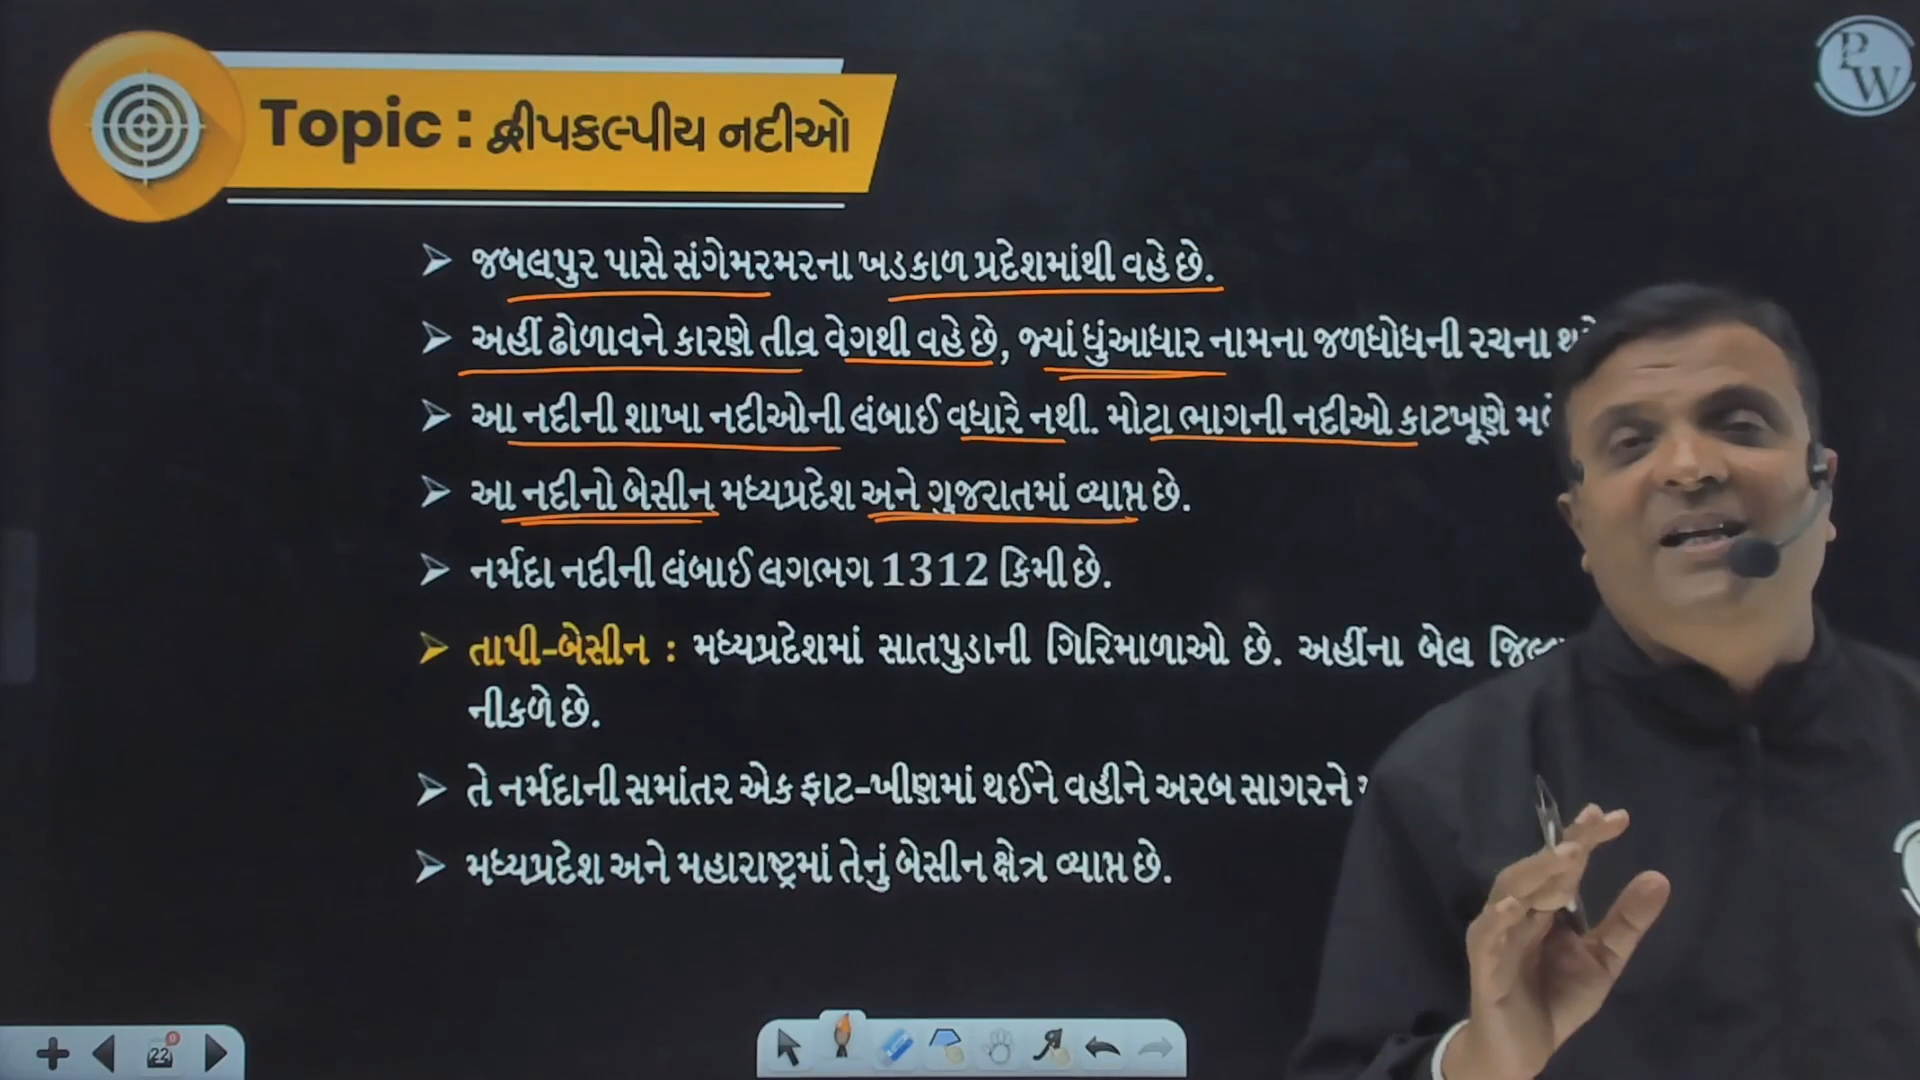 PW
Topic : દ્વીપકલ્પીય નદીઓ
➢ જબલપુર પાસે સંગેમરમરના ખડકાળ પ્રદેશમાંથી વહે છે.
➢ અહીં ઢોળાવને કારણે તીવ્ર વેગથી વહે છે, જ્યાં ધુંઆધાર નામના જળધોધની રચના
➢ આ નદીની શાખા નદીઓની લંબાઈ વધારે નથી. મોટા ભાગની નદીઓ કાટખૂણે
➢ આ નદીનો બેસીન મધ્યપ્રદેશ અને ગુજરાતમાં વ્યાપ્ત છે.
➢ નર્મદા નદીની લંબાઈ લગભગ 1312 કિમી છે.
➢ તાપી-બેસીન : મધ્યપ્રદેશમાં સાતપુડાની ગિરિમાળાઓ છે. અહીંના બેલ
નીકળે છે.
➢ તે નર્મદાની સમાંતર એક ફાટ-ખીણમાં થઈને વહીને અરબ સાગરને
➢ મધ્યપ્રદેશ અને મહારાષ્ટ્રમાં તેનું બેસીન ક્ષેત્ર વ્યાપ્ત છે.
22